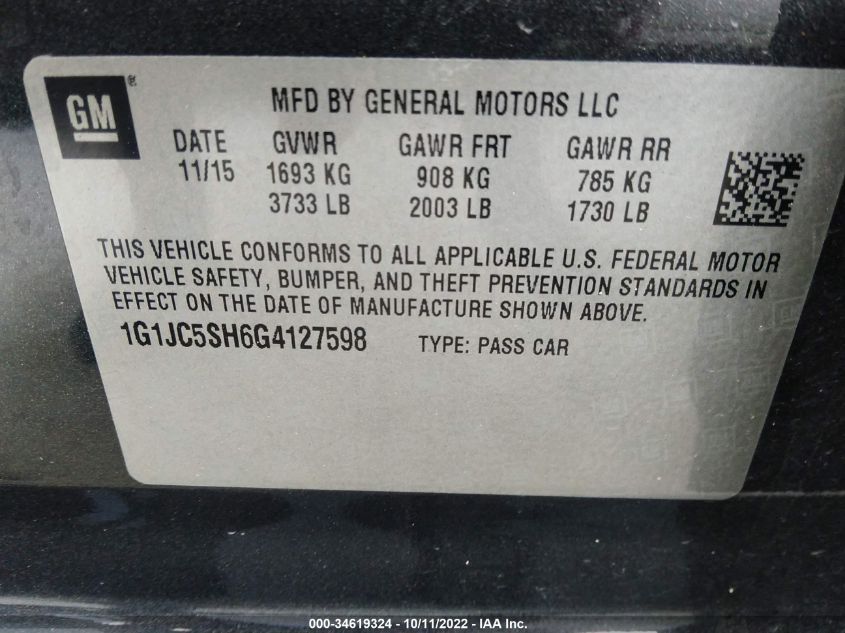 GM®
MFD BY GENERAL MOTORS LLC
DATE GVWR GAWR FRT GAWR RR
11/15 1693 KG 908 KG 785 KG
3733 LB 2003 LB 1730 LB
THIS VEHICLE CONFORMS TO ALL APPLICABLE U.S. FEDERAL MOTOR
VEHICLE SAFETY, BUMPER, AND THEFT PREVENTION STANDARDS IN
EFFECT ON THE DATE OF MANUFACTURE SHOWN ABOVE.
1G1JC5SH6G4127598 TYPE: PASS CAR
000-34619324 - 10/11/2022 - IAA Inc.